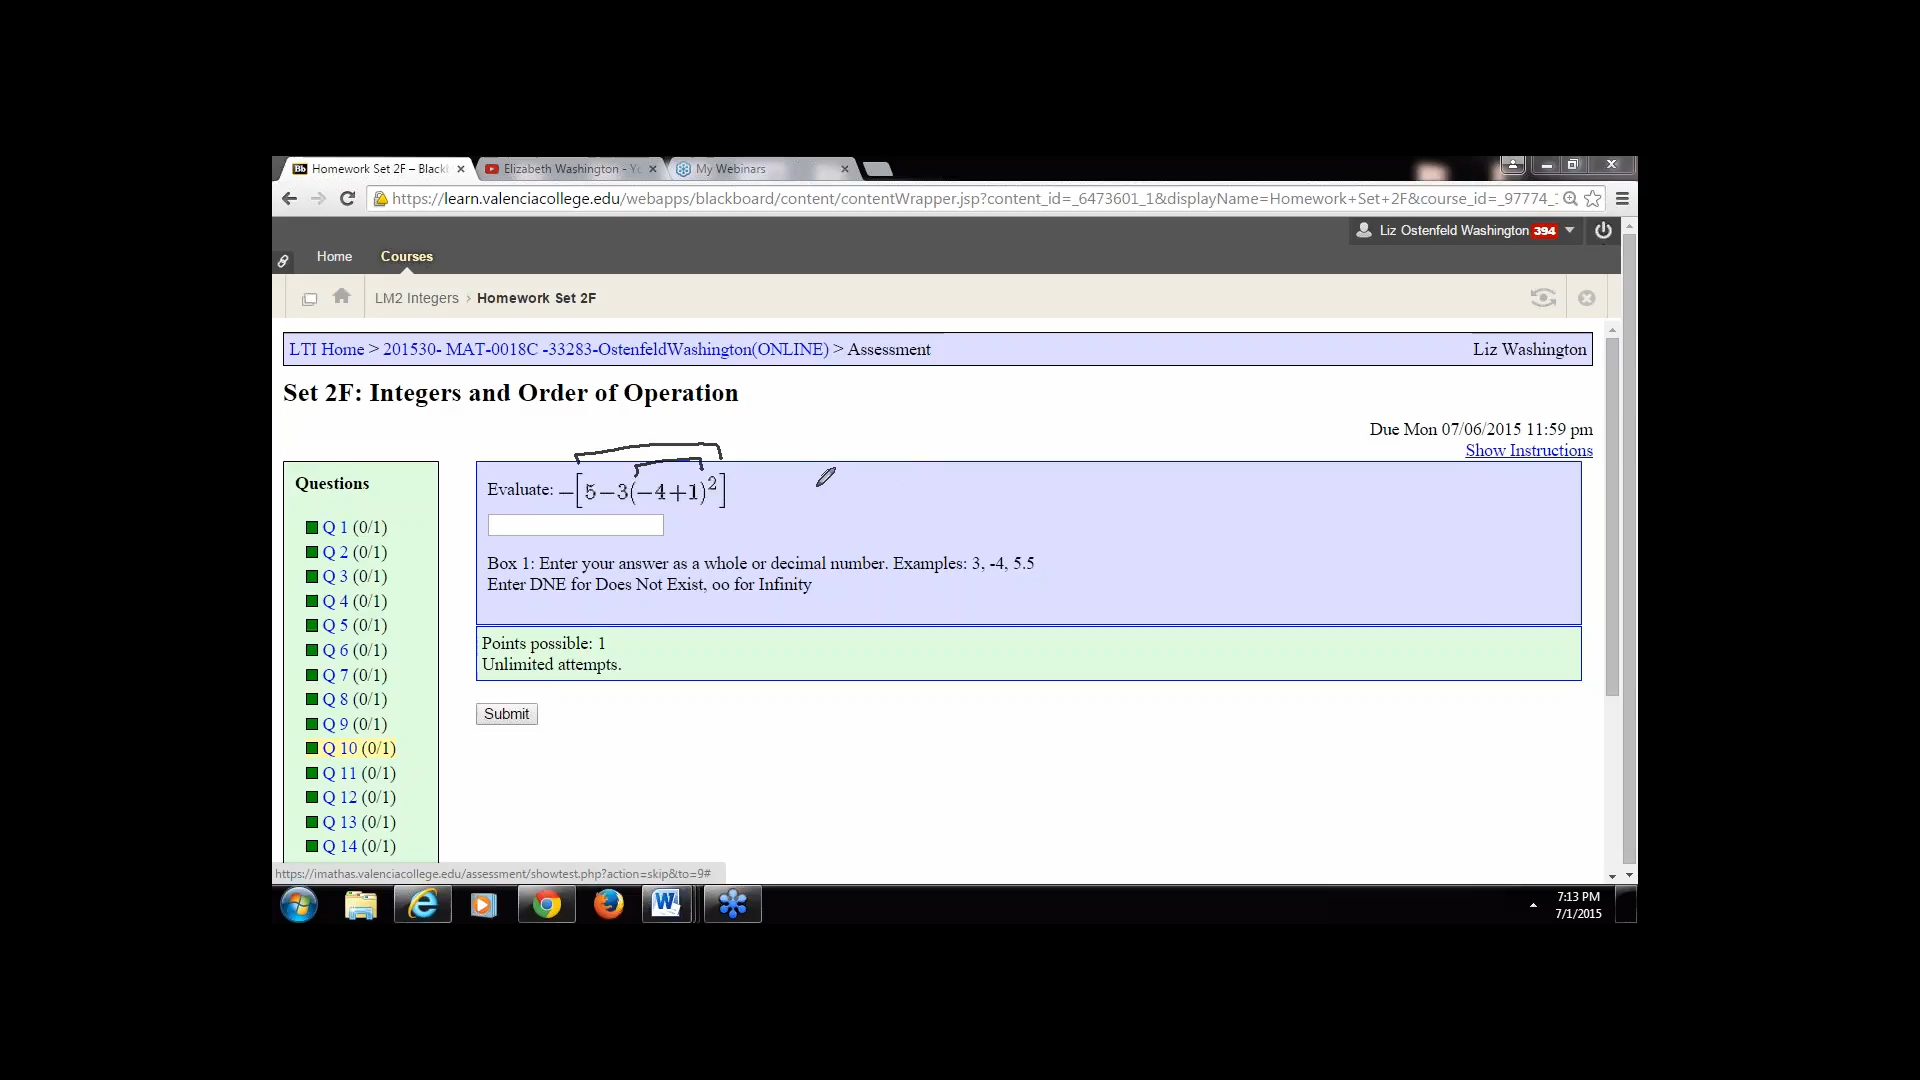 Homework Set 2F – Blackb
Elizabeth Washington - Yo
My Webinars
https://learn.valenciacollege.edu/webapps/blackboard/content/contentWrapper.jsp?content_id=_6473601_1&displayName=Homework+Set+2F&course_id=_97774_
Liz Ostenfeld Washington 394
Home
Courses
LM2 Integers › Homework Set 2F
LTI Home > 201530- MAT-0018C -33283-OstenfeldWashington(ONLINE) > Assessment
Liz Washington
Set 2F: Integers and Order of Operation
Due Mon 07/06/2015 11:59 pm
Show Instructions
Questions
Q 1 (0/1)
Q 2 (0/1)
Q 3 (0/1)
Q 4 (0/1)
Q 5 (0/1)
Q 6 (0/1)
Q 7 (0/1)
Q 8 (0/1)
Q 9 (0/1)
Q 10 (0/1)
Q 11 (0/1)
Q 12 (0/1)
Q 13 (0/1)
Q 14 (0/1)
Evaluate: −[5−3(−4+1)²]
Box 1: Enter your answer as a whole or decimal number. Examples: 3, -4, 5.5
Enter DNE for Does Not Exist, oo for Infinity
Points possible: 1
Unlimited attempts.
Submit
https://imathas.valenciacollege.edu/assessment/showtest.php?action=skip&to=9#
7:13 PM
7/1/2015